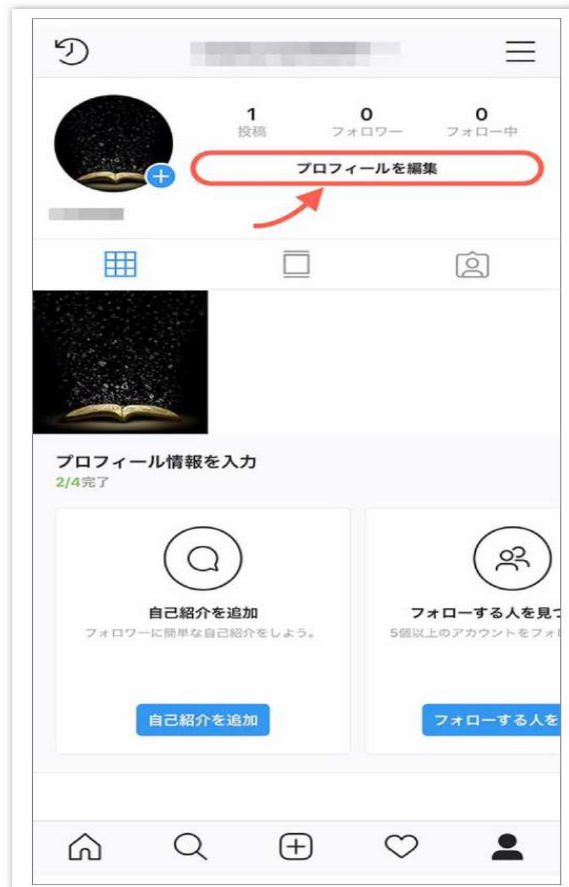 1 0 0
投稿 フォロワー フォロー中
プロフィールを編集
プロフィール情報を入力
2/4完了
自己紹介を追加
フォロワーに簡単な自己紹介をしよう。
自己紹介を追加
フォローする人を見つ
5個以上のアカウントをフォロ
フォローする人を